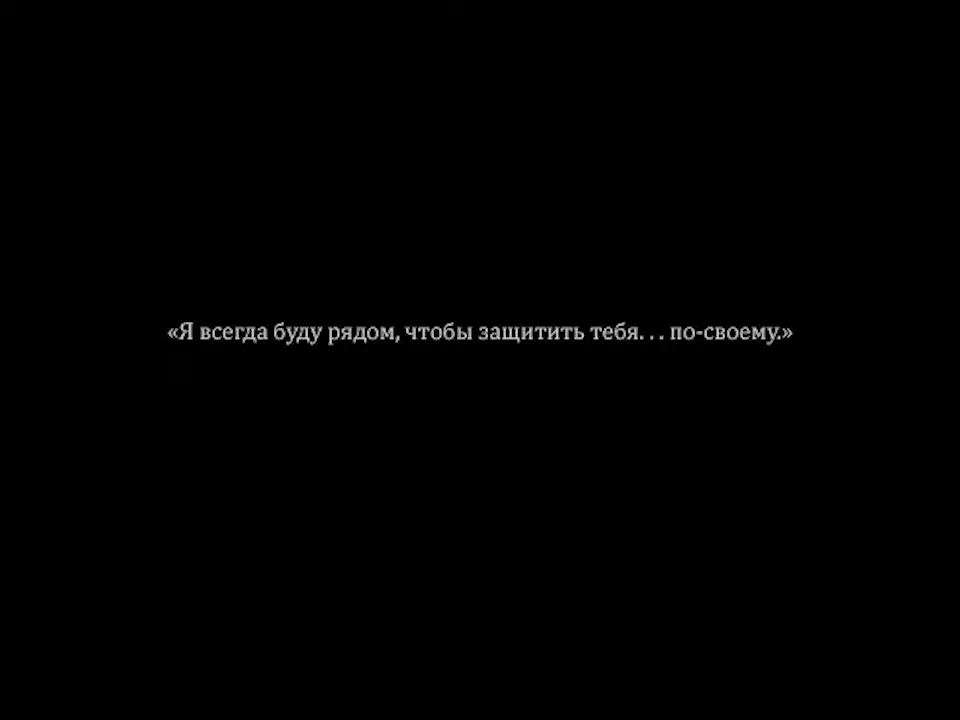 «Я всегда буду рядом, чтобы защитить тебя. . . по-своему.»